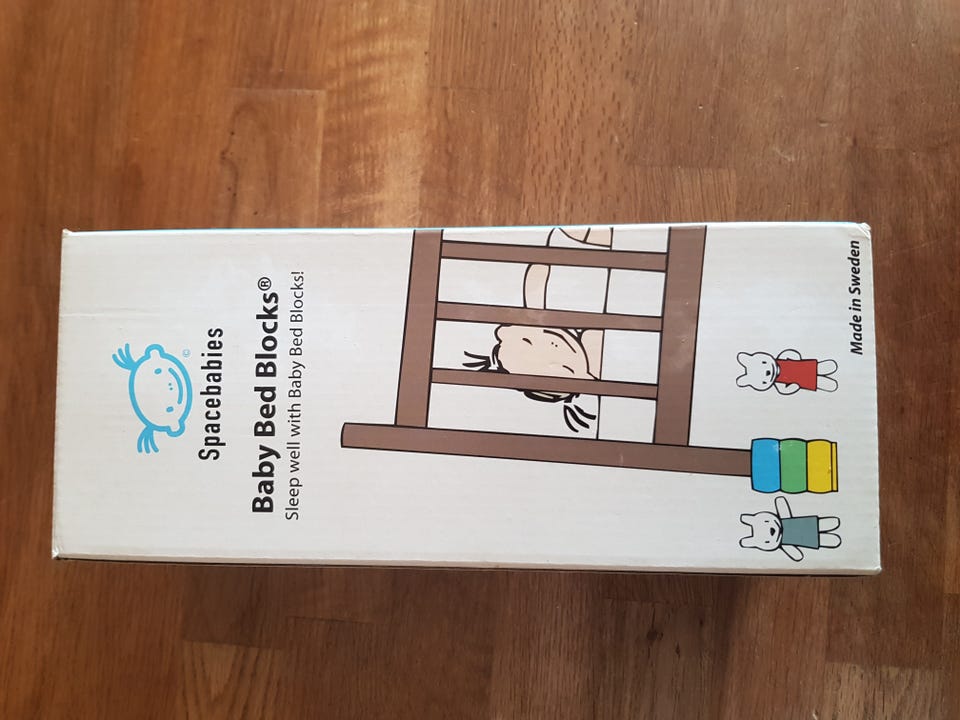 ©
Spacebabies
Baby Bed Blocks®
Sleep well with Baby Bed Blocks!
Made in Sweden